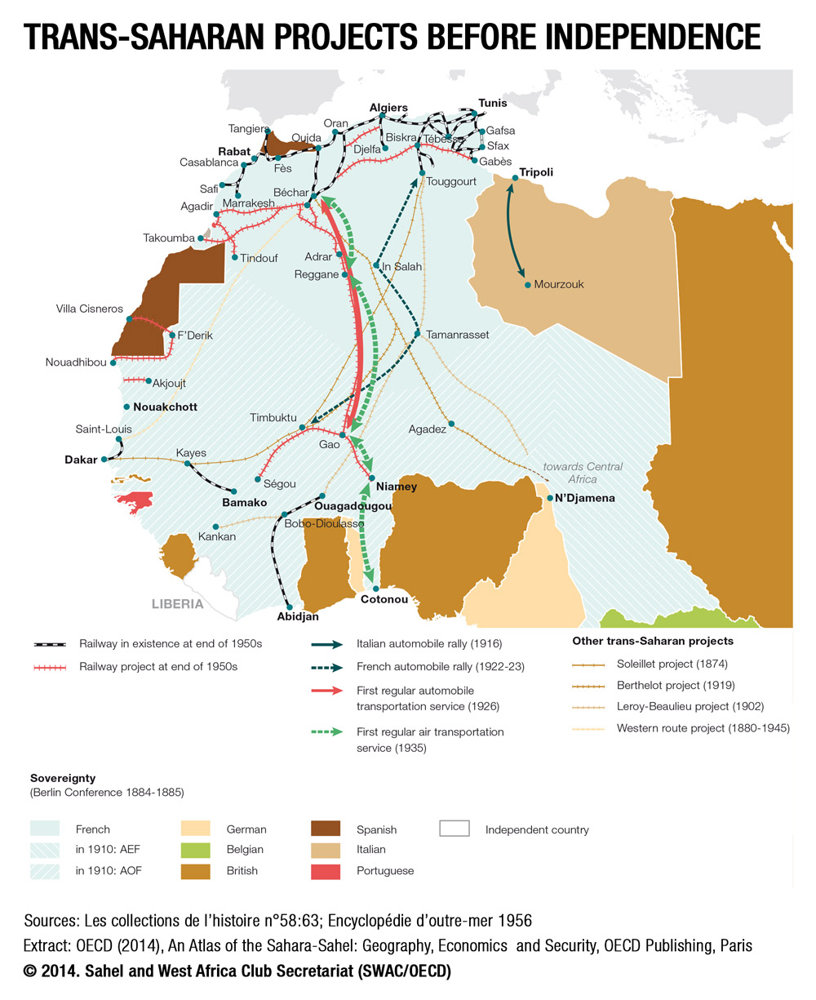 TRANS-SAHARAN PROJECTS BEFORE INDEPENDENCE
Algiers
Tunis
Tangiers
Oran
Oujda
Biskra
Tébessa
Gafsa
Rabat
Djelfa
Sfax
Casablanca
Fès
Gabès
Tripoli
Safi
Béchar
Touggourt
Marrakesh
Agadir
Takoumba
Tindouf
Adrar
In Salah
Reggane
Mourzouk
Villa Cisneros
F'Derik
Tamanrasset
Nouadhibou
Akjoujt
Nouakchott
Timbuktu
Saint-Louis
Agadez
Gao
Kayes
Dakar
towards Central
Africa
Ségou
Niamey
N'Djamena
Bamako
Ouagadougou
Bobo-Dioulasso
Kankan
LIBERIA
Cotonou
Abidjan
Railway in existence at end of 1950s
Railway project at end of 1950s
Italian automobile rally (1916)
French automobile rally (1922-23)
First regular automobile
transportation service (1926)
First regular air transportation
service (1935)
Other trans-Saharan projects
Soleillet project (1874)
Berthelot project (1919)
Leroy-Beaulieu project (1902)
Western route project (1880-1945)
Sovereignty
(Berlin Conference 1884-1885)
French
in 1910: AEF
in 1910: AOF
German
Belgian
British
Spanish
Italian
Portuguese
Independent country
Sources: Les collections de l'histoire n°58:63; Encyclopédie d'outre-mer 1956
Extract: OECD (2014), An Atlas of the Sahara-Sahel: Geography, Economics and Security, OECD Publishing, Paris
© 2014. Sahel and West Africa Club Secretariat (SWAC/OECD)